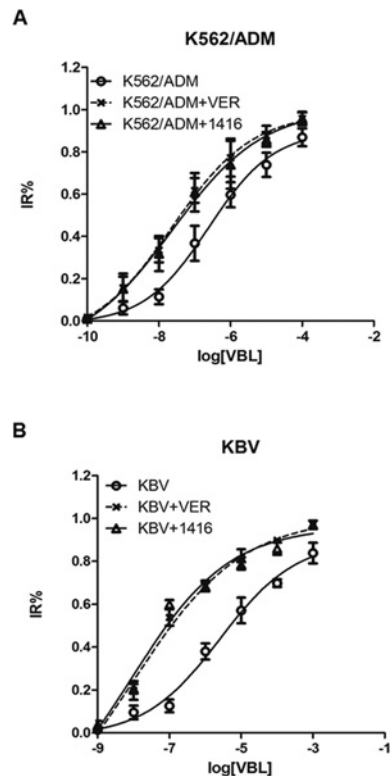 A
K562/ADM
K562/ADM
K562/ADM+VER
K562/ADM+1416
IR%
1.2
1.0
0.8
0.6
0.4
0.2
0.0
-10 -8 -6 -4 -2
log[VBL]
B
KBV
KBV
KBV+VER
KBV+1416
IR%
1.2
1.0
0.8
0.6
0.4
0.2
0.0
-9 -7 -5 -3 -1
log[VBL]